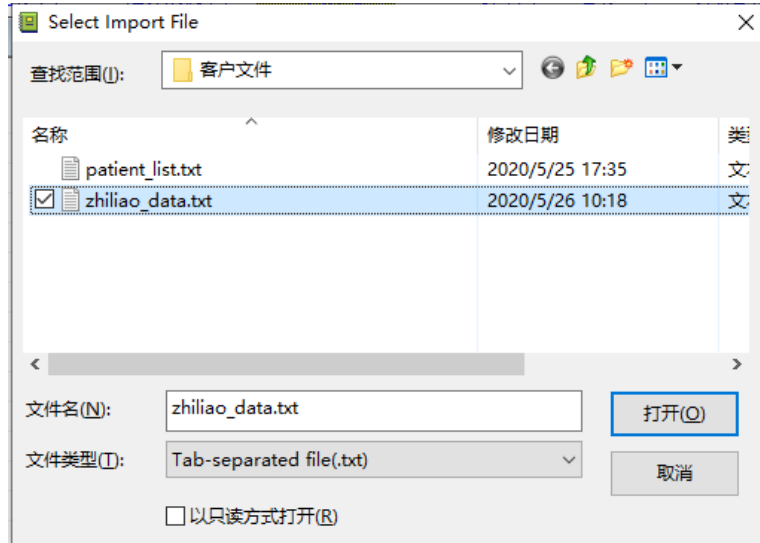 Select Import File
查找范围(I): 客户文件
名称 修改日期
patient_list.txt 2020/5/25 17:35 文
zhiliao_data.txt 2020/5/26 10:18 文
文件名(N): zhiliao_data.txt 打开(O)
文件类型(T): Tab-separated file(.txt) 取消
以只读方式打开(R)